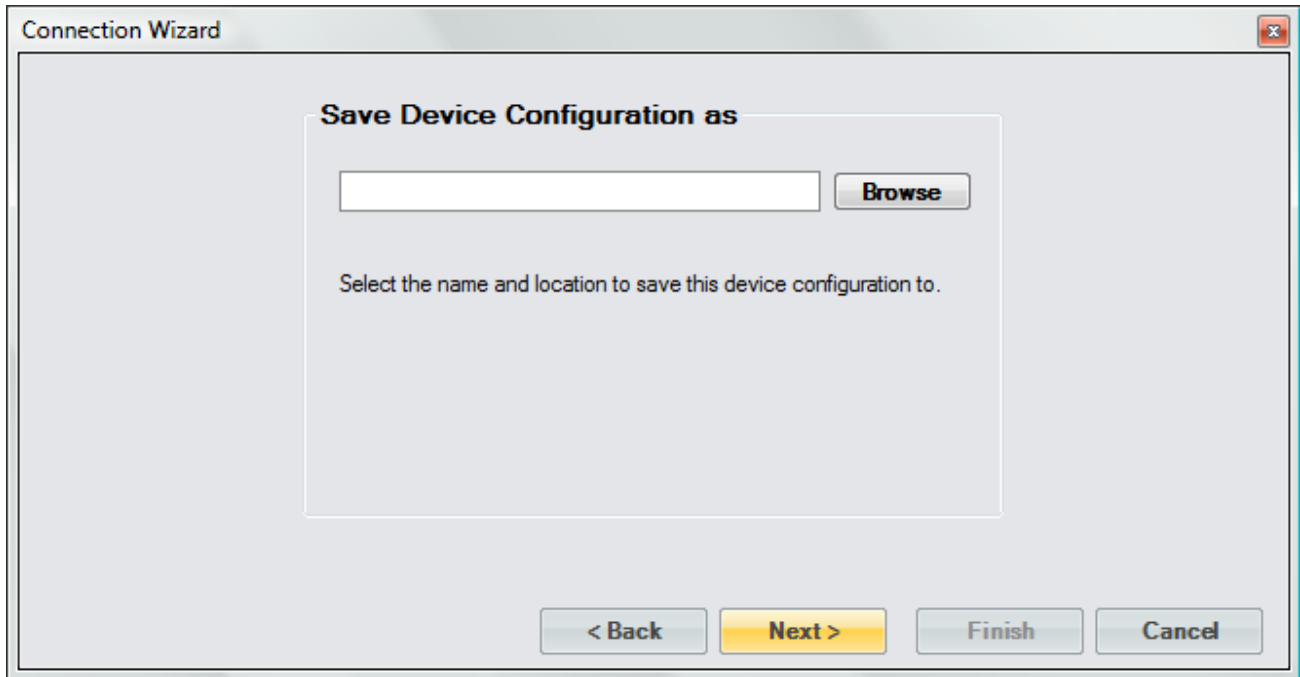 Connection Wizard
Save Device Configuration as
Browse
Select the name and location to save this device configuration to.
< Back Next > Finish Cancel